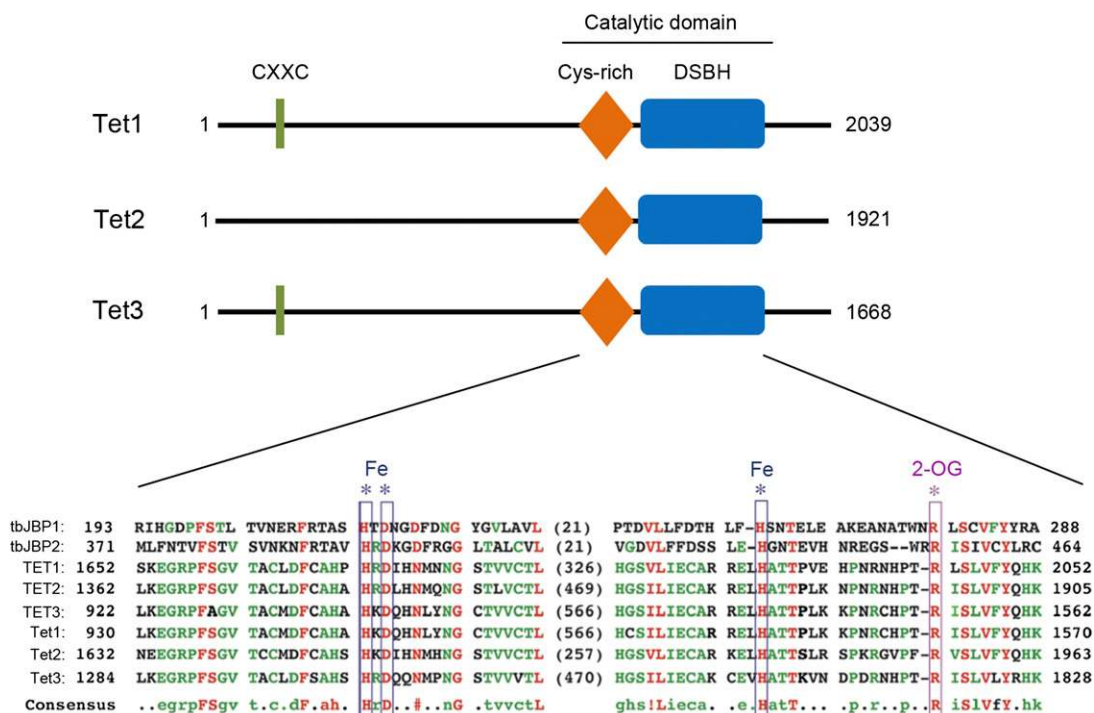 Catalytic domain
CXXC Cys-rich DSBH
Tet1 1 2039
Tet2 1 1921
Tet3 1 1668
Fe Fe 2-OG
* * * *
tbJBP1: 193 RIHGDPFSTL TVNERFRTAS HTDNGDFDNG YGVLAVL (21) PTDVLLFDTH LF-HSNTELE AKEANATWNR LSCVFYYRA 288
tbJBP2: 371 MLFNTVFSTV SVNKNFRTAV HRDKGDFRGG LTALCVL (21) VGDVLFFDSS LE-HGNTEVH NREGS--WRR ISIVCYLRC 464
TET1: 1652 SKEGRPFSGV TACLDFCAHP HRDIHNMNNG STVVCTL (326) HGSVLIECAR RELHATTPVE HPNRNHPT-R LSLVFYQHK 2052
TET2: 1362 LKEGRPFSGV TACLDFCAHA HRDLHNMQNG STLVCTL (469) HGSILIECAR RELHATTPLK KPNRRHPT-R ISLVFYQHK 1905
TET3: 922 LKEGRPFAGV TACMDFCAHA HKDQHNLYNG CTVVCTL (566) HGSILIECAR RELHATTPLK KPNRCHPT-R ISLVFYQHK 1562
Tet1: 930 LKEGRPFSGV TACMDFCAHA HKDQHNLYNG CTVVCTL (566) HCSILIECAR RELHATTPLK KPNRCHPT-R ISLVFYQHK 1570
Tet2: 1632 NEEGRPFSGV TCCMDFCAHS HKDIHNMHNG STVVCTL (257) HGSILIECAK RELHATTSLR SPKRGVPF-R VSLVFYQHK 1963
Tet3: 1284 LKEGRPFSGV TACLDFSAHS HRDQQNMPNG STVVVTL (470) HGSILIECAK CEVHATTKVN DPDRNHPT-R ISLVLYRHK 1828
Consensus ..egrpFSgv t.c.dF.ah. HrD..#..nG .tvvctL ghs!Lieca. .e.HaTt... .p.r..p..R iSlvfY.hk